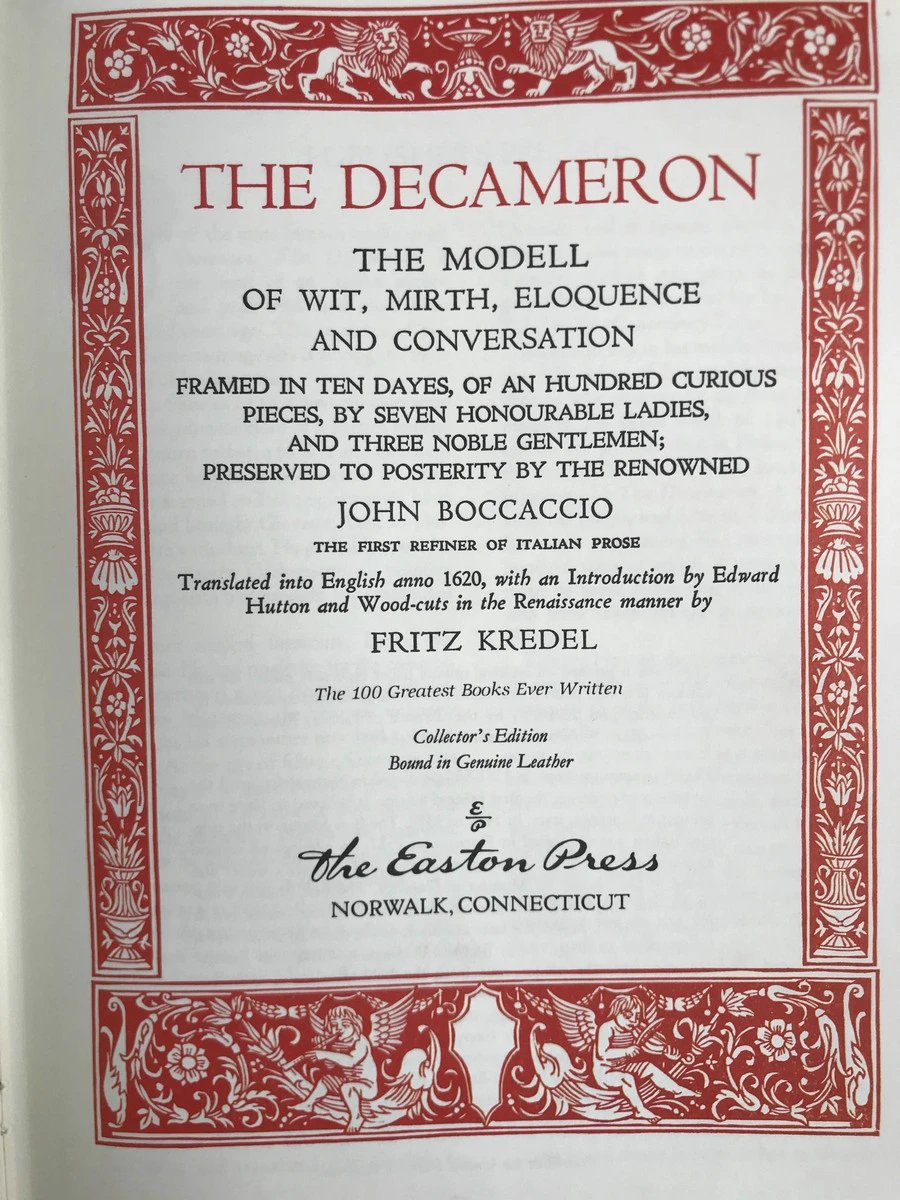 THE DECAMERON
THE MODELL
OF WIT, MIRTH, ELOQUENCE
AND CONVERSATION
FRAMED IN TEN DAYES, OF AN HUNDRED CURIOUS
PIECES, BY SEVEN HONOURABLE LADIES,
AND THREE NOBLE GENTLEMEN;
PRESERVED TO POSTERITY BY THE RENOWNED
JOHN BOCCACCIO
THE FIRST REFINER OF ITALIAN PROSE
Translated into English anno 1620, with an Introduction by Edward
Hutton and Wood-cuts in the Renaissance manner by
FRITZ KREDEL
The 100 Greatest Books Ever Written
Collector's Edition
Bound in Genuine Leather
E
P
The Easton Press
NORWALK, CONNECTICUT